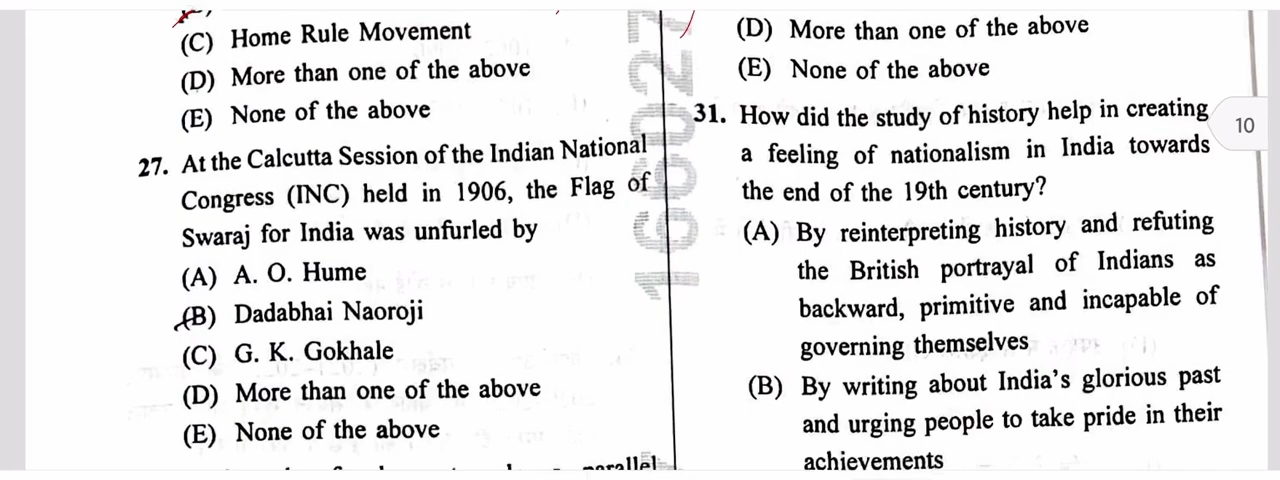 (C) Home Rule Movement
(D) More than one of the above
(E) None of the above
27. At the Calcutta Session of the Indian National
Congress (INC) held in 1906, the Flag of
Swaraj for India was unfurled by
(A) A. O. Hume
(B) Dadabhai Naoroji
(C) G. K. Gokhale
(D) More than one of the above
(E) None of the above
parallel
(D) More than one of the above
(E) None of the above
31. How did the study of history help in creating
a feeling of nationalism in India towards
the end of the 19th century?
(A) By reinterpreting history and refuting
the British portrayal of Indians as
backward, primitive and incapable of
governing themselves
(B) By writing about India's glorious past
and urging people to take pride in their
achievements
10